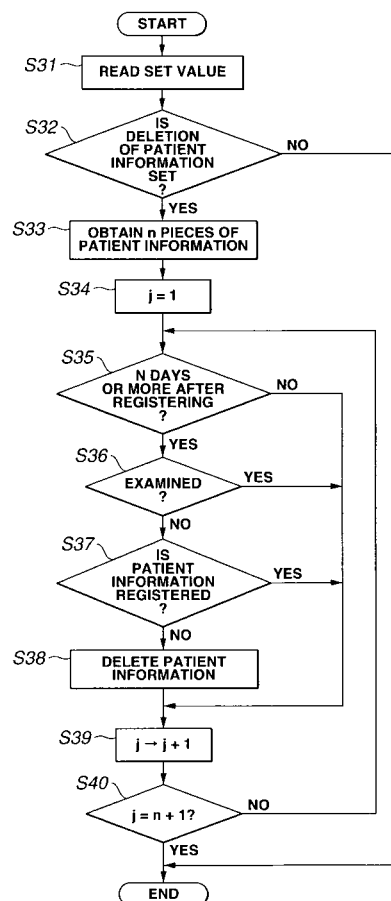 START
S31
READ SET VALUE
S32
IS
DELETION
OF PATIENT
INFORMATION
SET
?
NO
YES
S33
OBTAIN n PIECES OF
PATIENT INFORMATION
S34
j = 1
S35
N DAYS
OR MORE AFTER
REGISTERING
?
NO
YES
S36
EXAMINED
?
YES
NO
S37
IS
PATIENT
INFORMATION
REGISTERED
?
YES
NO
S38
DELETE PATIENT
INFORMATION
S39
j → j + 1
S40
j = n + 1?
NO
YES
END